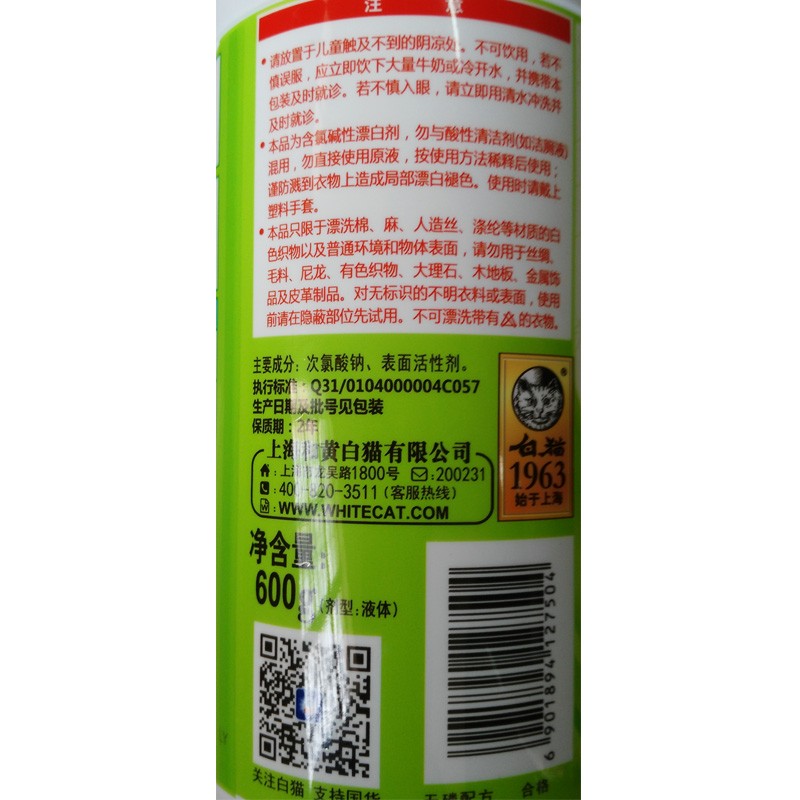 注 意
•请放置于儿童触及不到的阴凉处。不可饮用，若不
慎误服，应立即饮下大量牛奶或冷开水，并携带本
包装及时就诊。若不慎入眼，请立即用清水冲洗并
及时就诊。
•本品为含氯碱性漂白剂，勿与酸性清洁剂(如洁厕液)
混用，勿直接使用原液，按使用方法稀释后使用；
谨防溅到衣物上造成局部漂白褪色。使用时请戴上
塑料手套。
•本品只限于漂洗棉、麻、人造丝、涤纶等材质的白
色织物以及普通环境和物体表面，请勿用于丝绸、
毛料、尼龙、有色织物、大理石、木地板、金属饰
品及皮革制品。对无标识的不明衣料或表面，使用
前请在隐蔽部位先试用。不可漂洗带有 的衣物。
主要成分：次氯酸钠、表面活性剂。
执行标准：Q31/0104000004C057
生产日期及批号见包装
保质期：2年
上海和黄白猫有限公司
：上海市龙吴路1800号 ：200231
：400-820-3511（客服热线）
：WWW.WHITECAT.COM
®
白猫
1963
始于上海
净含量：
600g（剂型：液体）
6 901894 127504
关注白猫 支持国货
无磷配方 合格